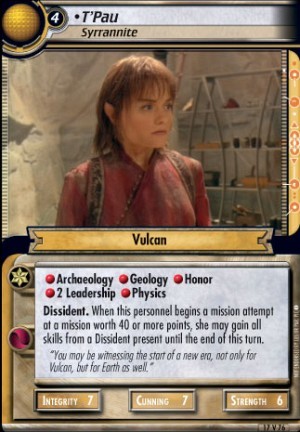 4
•T'Pau
Syrrannite
Vulcan
•Archaeology •Geology •Honor
•2 Leadership •Physics
Dissident. When this personnel begins a mission attempt
at a mission worth 40 or more points, she may gain all
skills from a Dissident present until the end of this turn.
"You may be witnessing the start of a new era, not only for
Vulcan, but for Earth as well."
INTEGRITY 7
CUNNING 7
STRENGTH 6
17 V 76